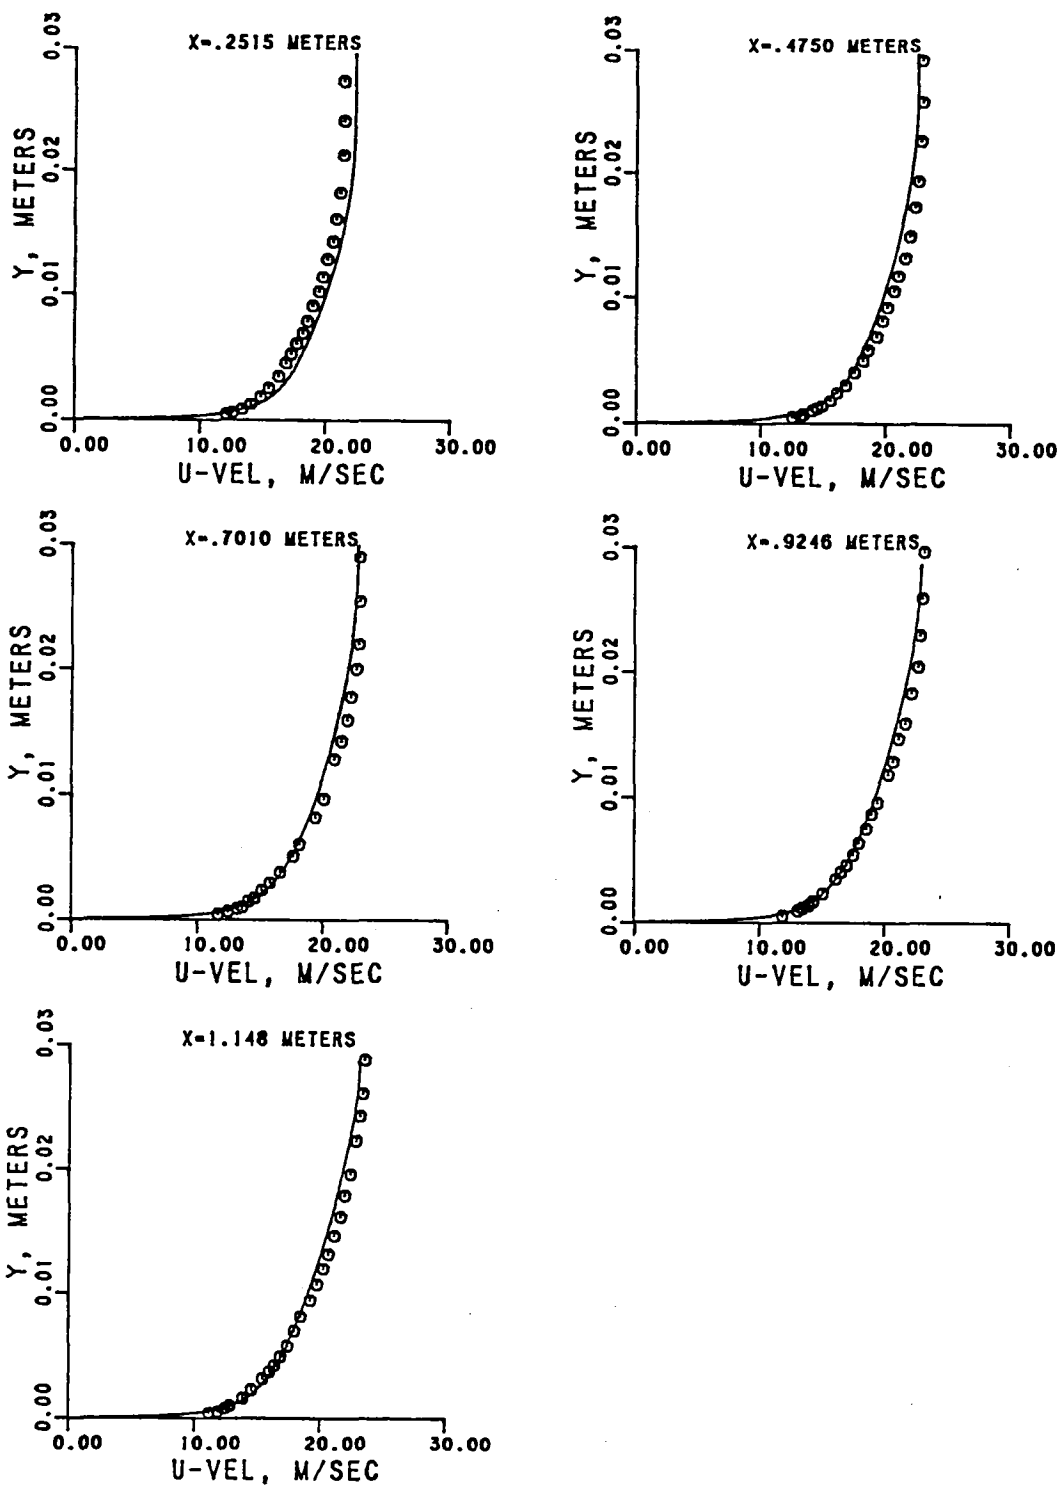 X=.2515 METERS
0.03
0.02
0.01
0.00
Y, METERS
0.00 10.00 20.00 30.00
U-VEL, M/SEC
X=.4750 METERS
0.03
0.02
0.01
0.00
Y, METERS
0.00 10.00 20.00 30.00
U-VEL, M/SEC
X=.7010 METERS
0.03
0.02
0.01
0.00
Y, METERS
0.00 10.00 20.00 30.00
U-VEL, M/SEC
X=.9246 METERS
0.03
0.02
0.01
0.00
Y, METERS
0.00 10.00 20.00 30.00
U-VEL, M/SEC
X=1.148 METERS
0.03
0.02
0.01
0.00
Y, METERS
0.00 10.00 20.00 30.00
U-VEL, M/SEC